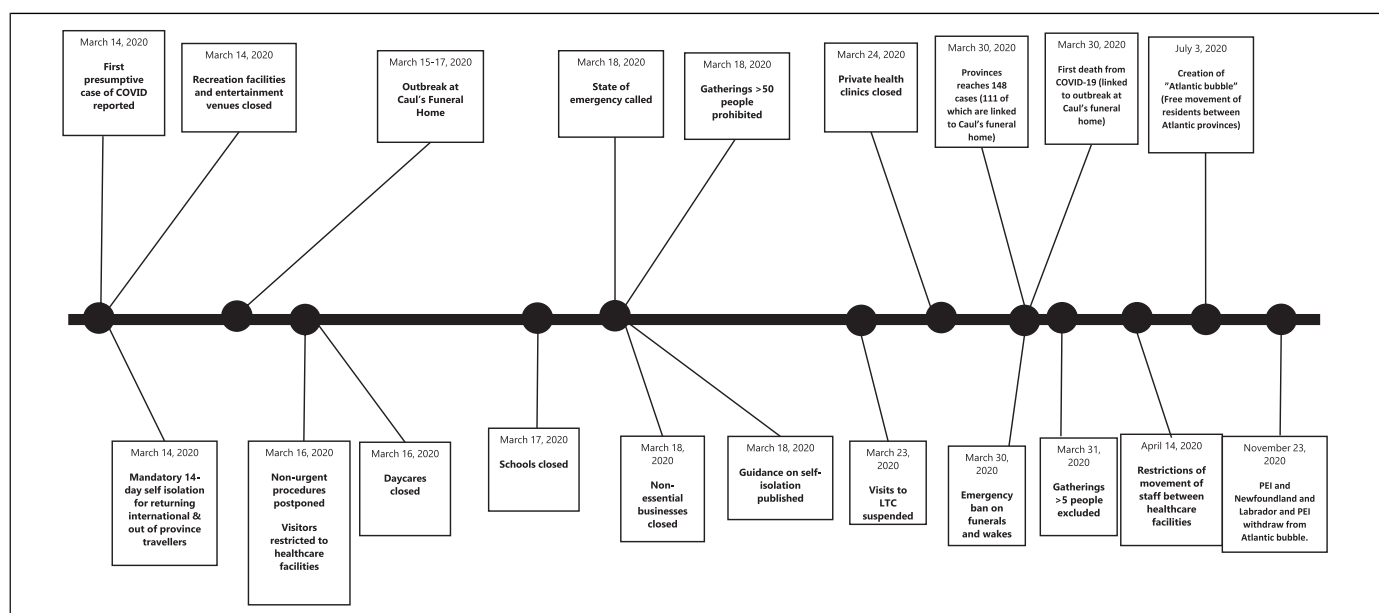 March 14, 2020
First
presumptive
case of COVID
reported
March 14, 2020
Recreation facilities
and entertainment
venues closed
March 15-17, 2020
Outbreak at
Caul's Funeral
Home
March 18, 2020
State of
emergency called
March 18, 2020
Gatherings >50
people
prohibited
March 24, 2020
Private health
clinics closed
March 30, 2020
Provinces
reaches 148
cases (111 of
which are linked
to Caul's funeral
home)
March 30, 2020
First death from
COVID-19 (linked
to outbreak at
Caul's funeral
home)
July 3, 2020
Creation of
"Atlantic bubble"
(Free movement of
residents between
Atlantic provinces)
March 14, 2020
Mandatory 14-
day self isolation
for returning
international &
out of province
travellers
March 16, 2020
Non-urgent
procedures
postponed
Visitors
restricted to
healthcare
facilities
March 16, 2020
Daycares
closed
March 17, 2020
Schools closed
March 18,
2020
Non-
essential
businesses
closed
March 18, 2020
Guidance on self-
isolation
published
March 23,
2020
Visits to
LTC
suspended
March 30,
2020
Emergency
ban on
funerals
and wakes
March 31,
2020
Gatherings
>5 people
excluded
April 14, 2020
Restrictions of
movement of
staff between
healthcare
facilities
November 23,
2020
PEI and
Newfoundland and
Labrador and PEI
withdraw from
Atlantic bubble.